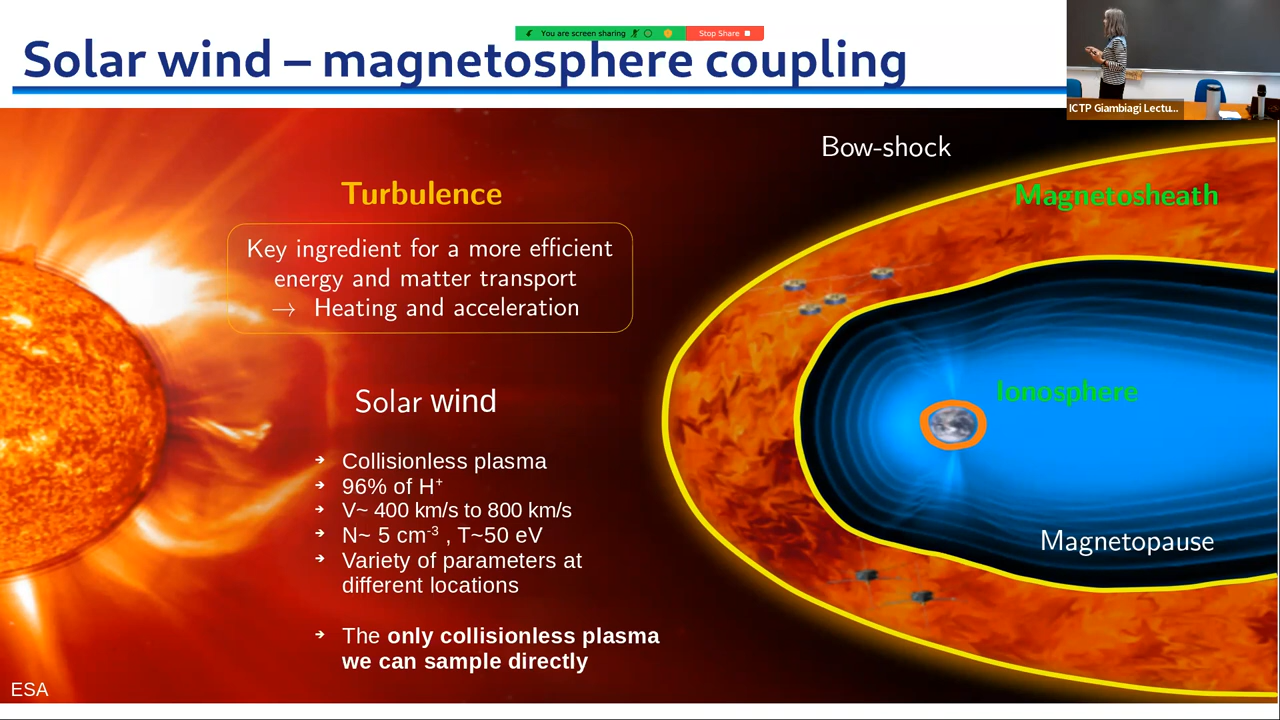 You are screen sharing
Stop Share
Solar wind – magnetosphere coupling
ICTP Giambiagi Lectu...
Bow-shock
Magnetosheath
Turbulence
Key ingredient for a more efficient
energy and matter transport
→ Heating and acceleration
Ionosphere
Solar wind
➔ Collisionless plasma
➔ 96% of H⁺
➔ V~ 400 km/s to 800 km/s
➔ N~ 5 cm⁻³ , T~50 eV
➔ Variety of parameters at
different locations
Magnetopause
➔ The only collisionless plasma
we can sample directly
ESA